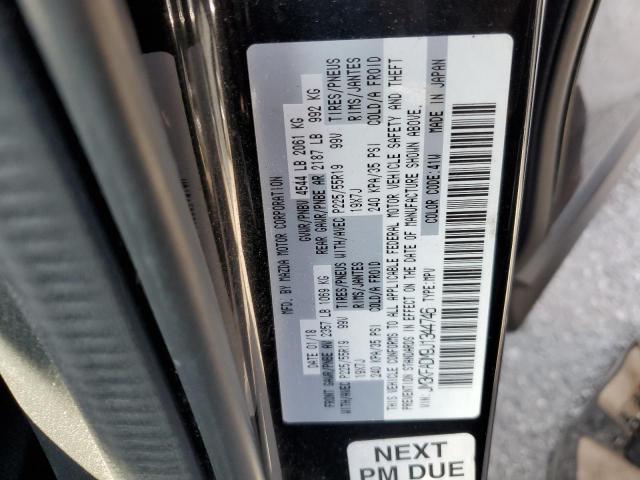 MFD. BY MAZDA MOTOR CORPORATION
DATE 01/18 GVWR/PNBV 4544 LB 2061 KG
FRONT GAWR/PNBE AV 2357 LB 1069 KG REAR GAWR/PNBE AR 2187 LB 992 KG
WITH/AVEC P225/55R19 99V TIRES/PNEUS WITH/AVEC P225/55R19 99V TIRES/PNEUS
19X7J RIMS/JANTES 19X7J RIMS/JANTES
240 KPA/35 PSI COLD/A FROID 240 KPA/35 PSI COLD/A FROID
THIS VEHICLE CONFORMS TO ALL APPLICABLE FEDERAL MOTOR VEHICLE SAFETY AND THEFT
PREVENTION STANDARDS IN EFFECT ON THE DATE OF MANUFACTURE SHOWN ABOVE.
COLOR CODE:41W MADE IN JAPAN
VIN. TYPE:MPV
NEXT
PM DUE